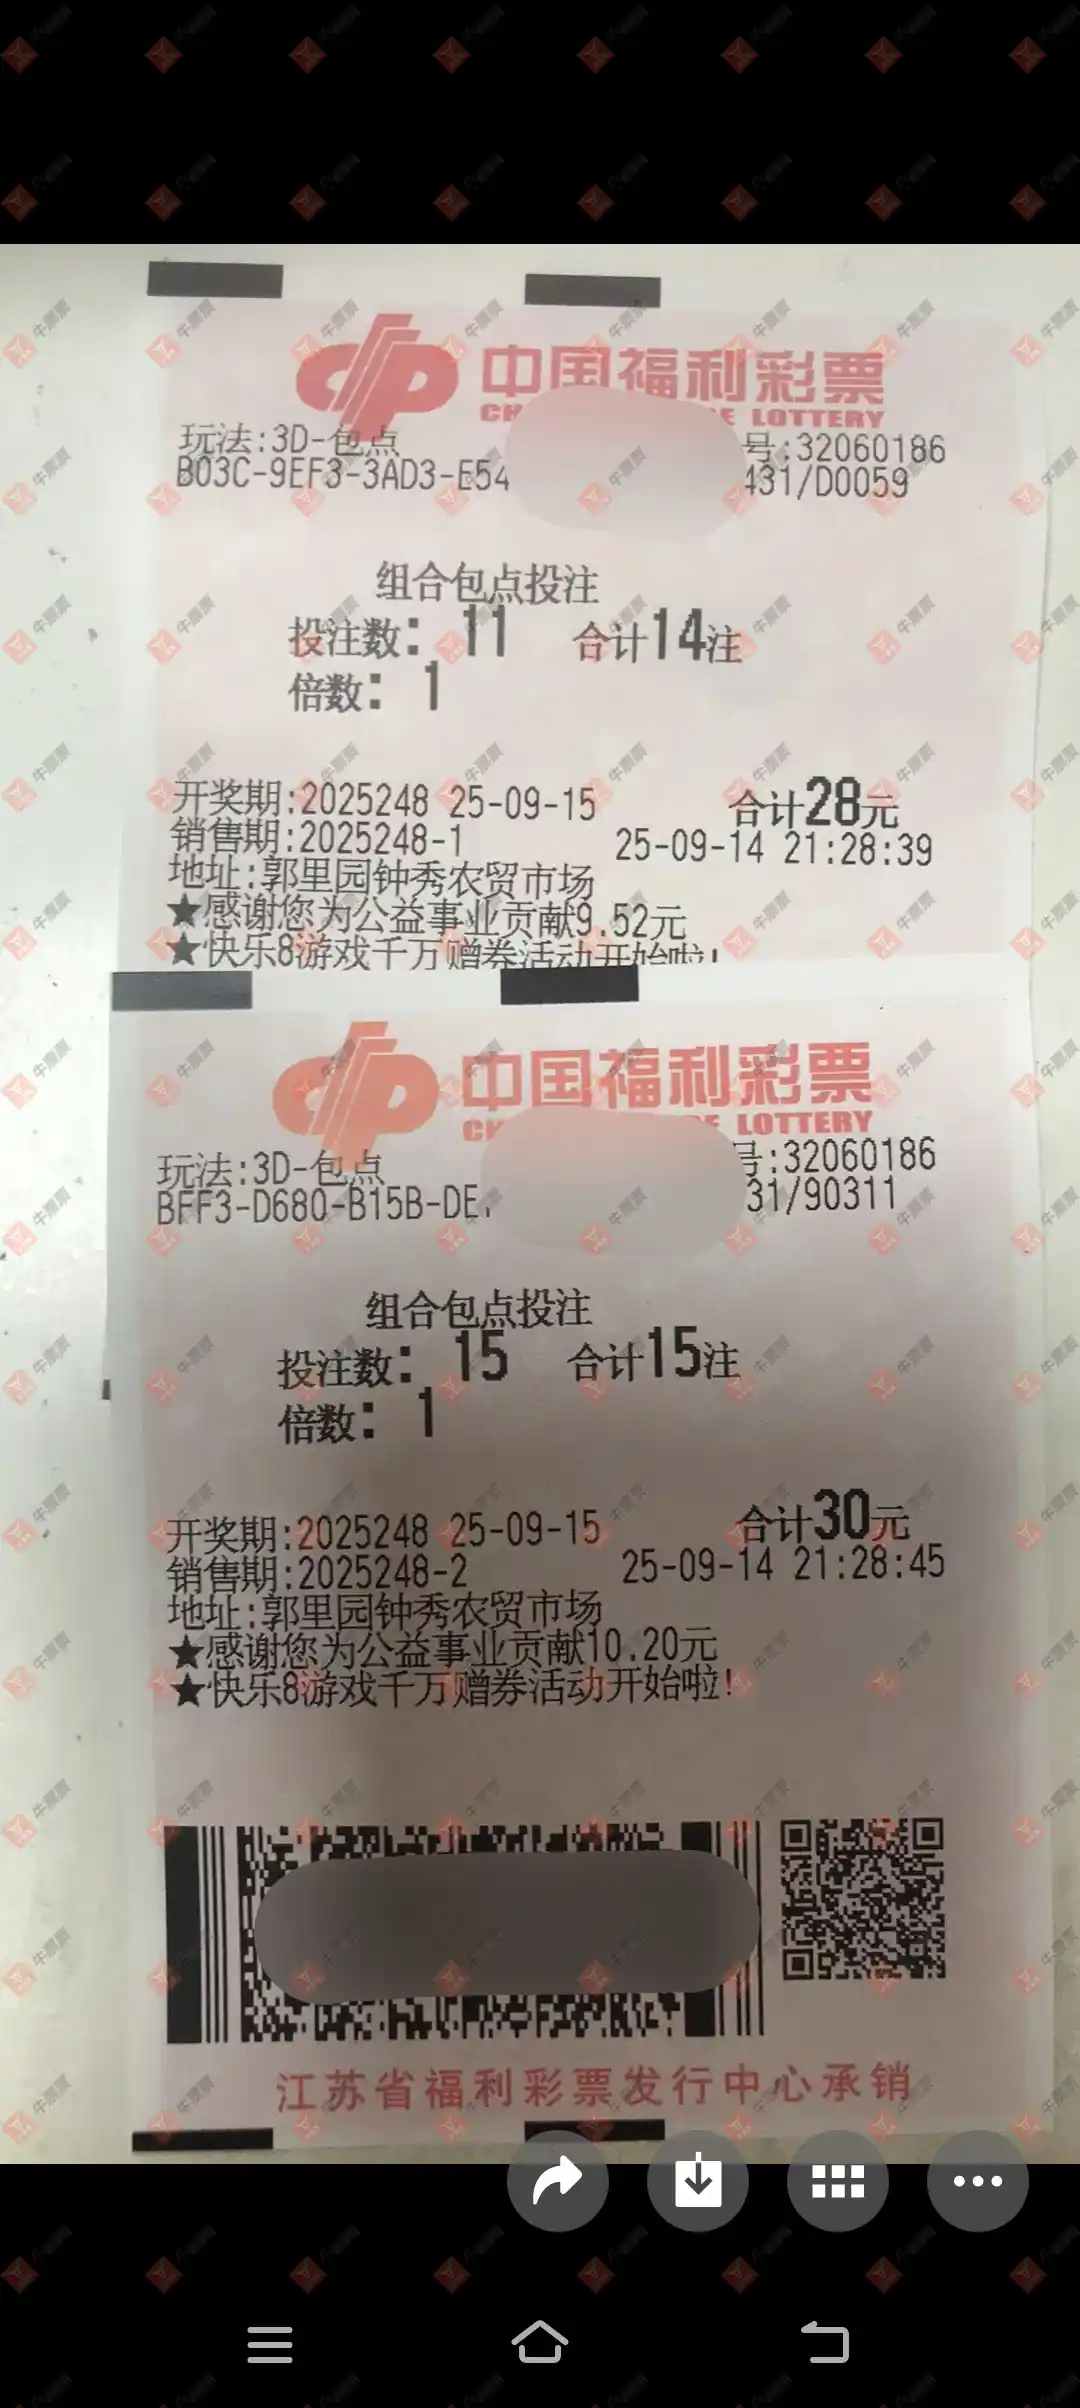 中国福利彩票
CH E LOTTERY
玩法:3D-包点 号:32060186
B03C-9EF3-3AD3-E54 431/D0059
组合包点投注
投注数: 11 合计14注
倍数: 1
开奖期:2025248 25-09-15 合计28元
销售期:2025248-1 25-09-14 21:28:39
地址:郭里园钟秀农贸市场
★感谢您为公益事业贡献9.52元
★快乐8游戏千万赠券活动开始啦!
中国福利彩票
CH E LOTTERY
玩法:3D-包点 号:32060186
BFF3-D680-B15B-DE 31/90311
组合包点投注
投注数: 15 合计15注
倍数: 1
开奖期:2025248 25-09-15 合计30元
销售期:2025248-2 25-09-14 21:28:45
地址:郭里园钟秀农贸市场
★感谢您为公益事业贡献10.20元
★快乐8游戏千万赠券活动开始啦!
江苏省福利彩票发行中心承销
牛票票